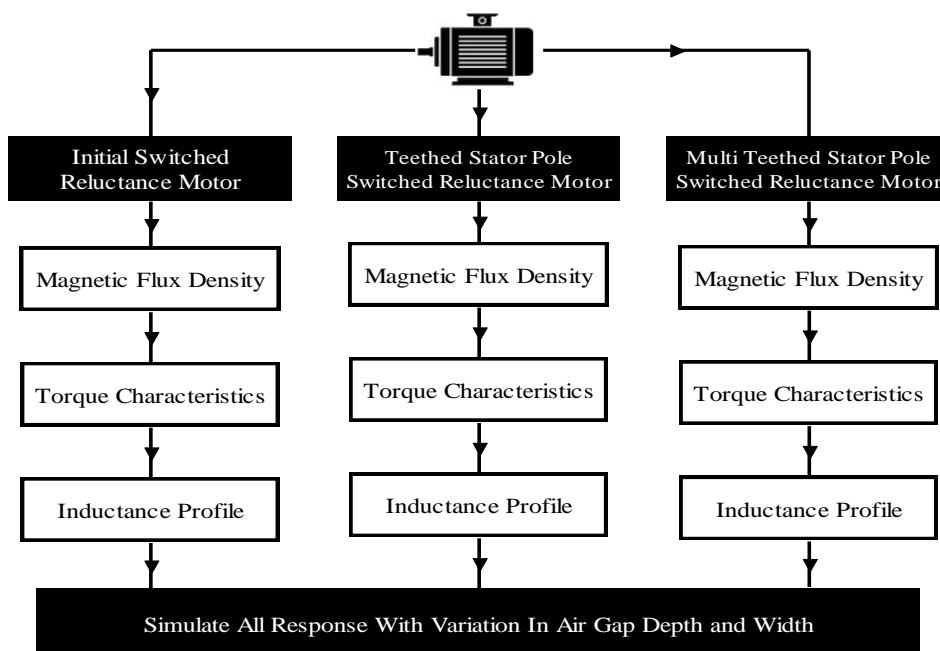 Initial Switched
Reluctance Motor
Teethed Stator Pole
Switched Reluctance Motor
Multi Teethed Stator Pole
Switched Reluctance Motor
Magnetic Flux Density
Magnetic Flux Density
Magnetic Flux Density
Torque Characteristics
Torque Characteristics
Torque Characteristics
Inductance Profile
Inductance Profile
Inductance Profile
Simulate All Response With Variation In Air Gap Depth and Width